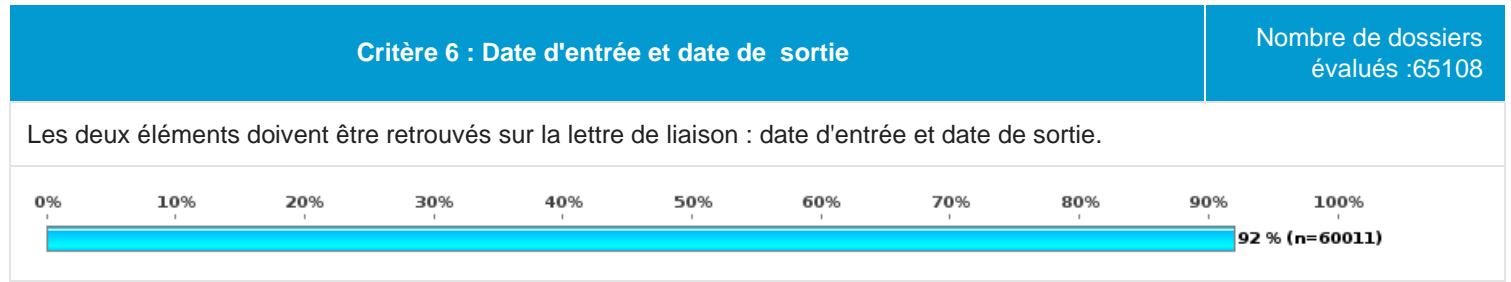 Critère 6 : Date d'entrée et date de  sortie
Nombre de dossiers
évalués :65108
Les deux éléments doivent être retrouvés sur la lettre de liaison : date d'entrée et date de sortie.
0% 10% 20% 30% 40% 50% 60% 70% 80% 90% 100%
92 % (n=60011)